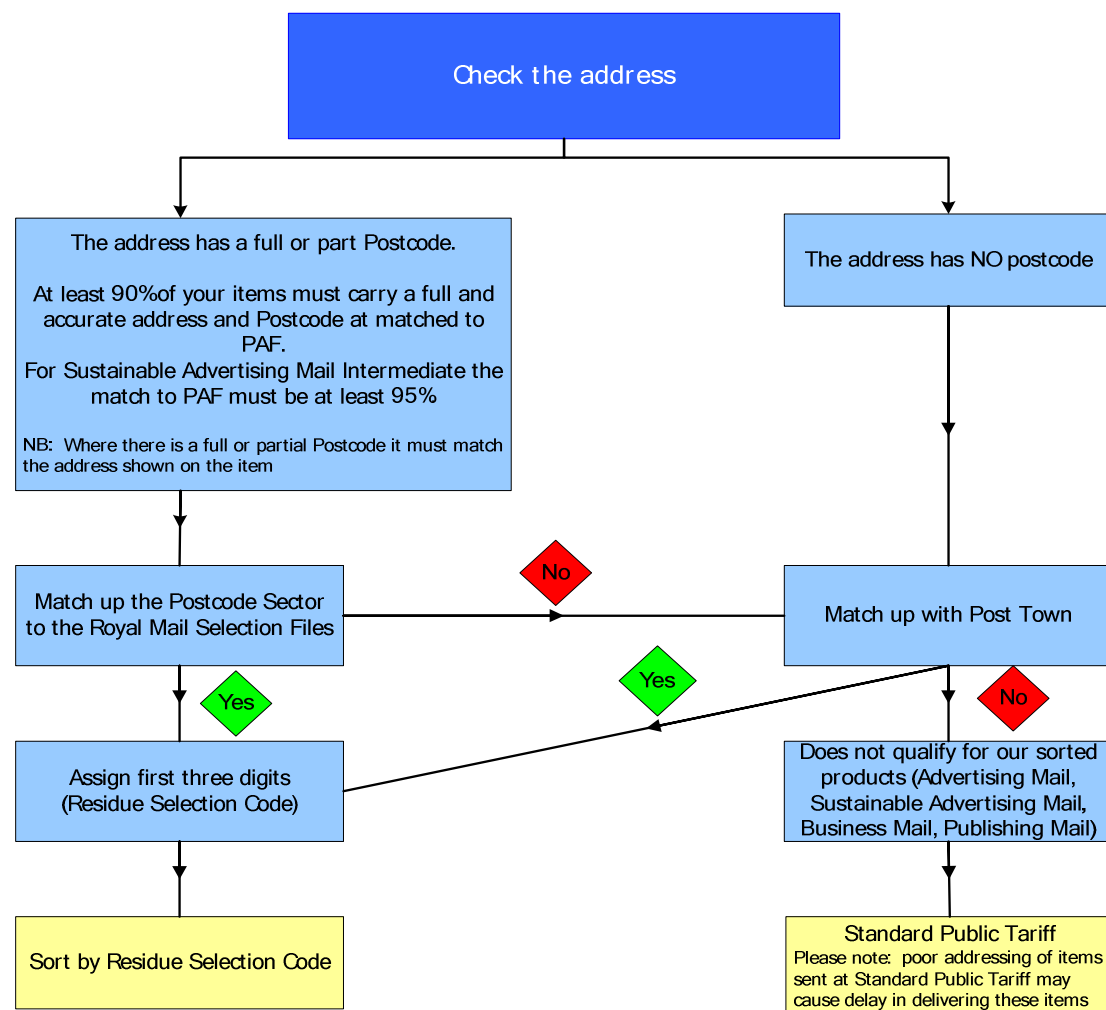 Check the address
The address has a full or part Postcode.
At least 90%of your items must carry a full and
accurate address and Postcode at matched to
PAF.
For Sustainable Advertising Mail Intermediate the
match to PAF must be at least 95%
NB: Where there is a full or partial Postcode it must match
the address shown on the item
The address has NO postcode
No
Match up the Postcode Sector
to the Royal Mail Selection Files
Match up with Post Town
Yes
Yes
No
Assign first three digits
(Residue Selection Code)
Does not qualify for our sorted
products (Advertising Mail,
Sustainable Advertising Mail,
Business Mail, Publishing Mail)
Sort by Residue Selection Code
Standard Public Tariff
Please note: poor addressing of items
sent at Standard Public Tariff may
cause delay in delivering these items